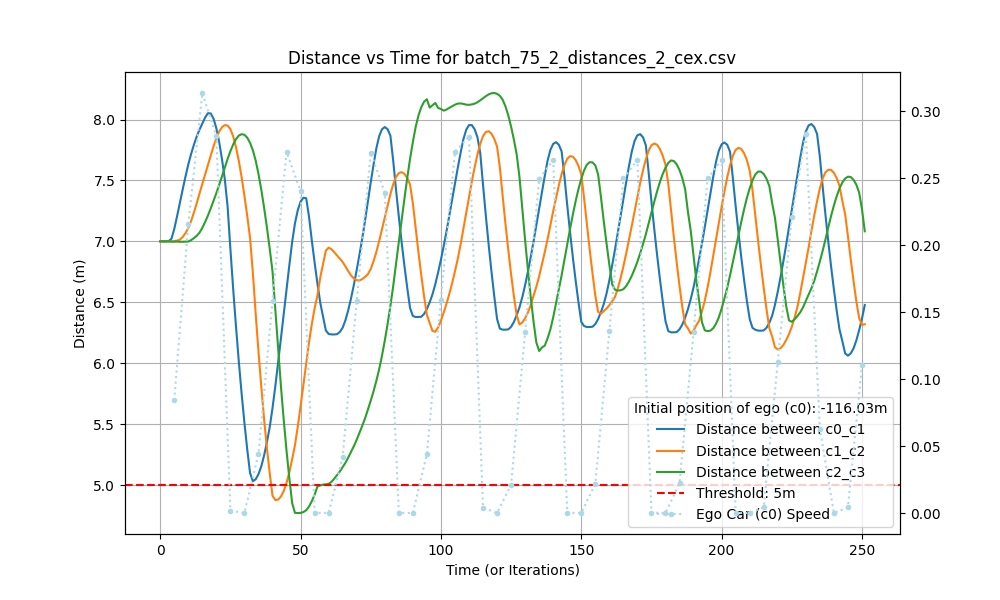 Distance vs Time for batch_75_2_distances_2_cex.csv
8.0
7.5
7.0
6.5
6.0
5.5
5.0
Distance (m)
0.30
0.25
0.20
0.15
0.10
0.05
0.00
Initial position of ego (c0): -116.03m
Distance between c0_c1
Distance between c1_c2
Distance between c2_c3
Threshold: 5m
Ego Car (c0) Speed
0 50 100 150 200 250
Time (or Iterations)